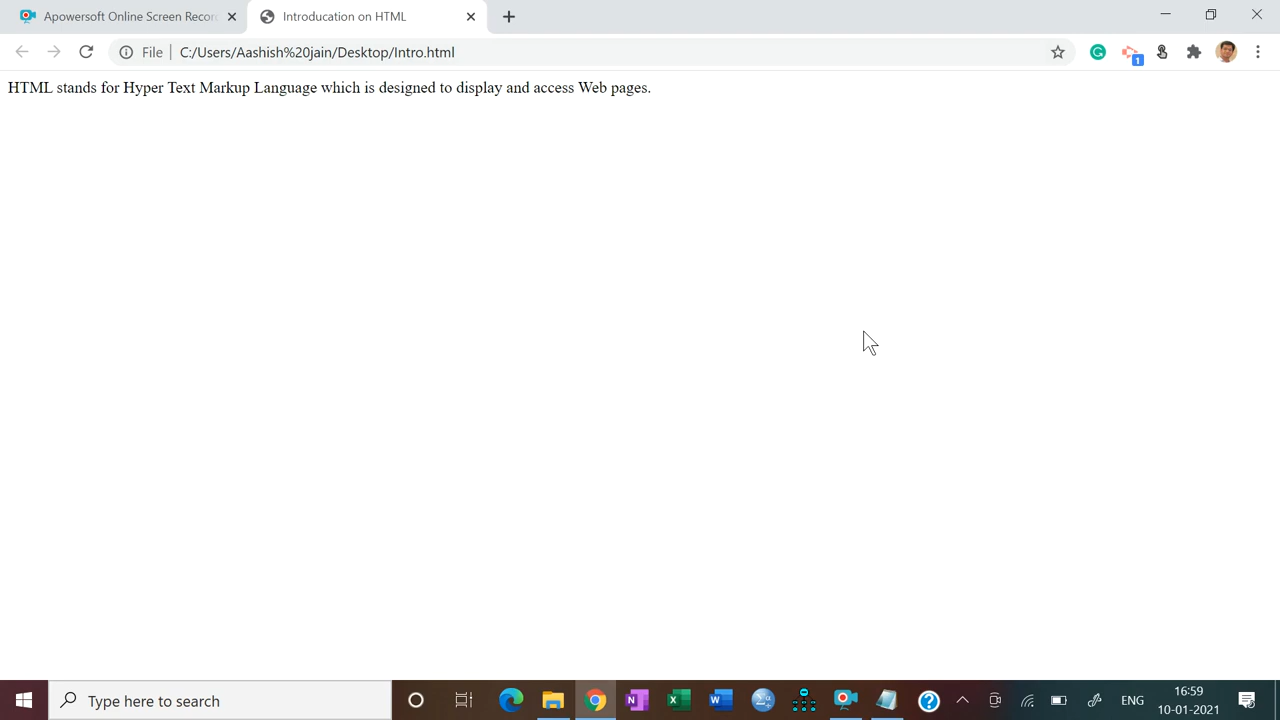 Apowersoft Online Screen Recor
Introducation on HTML
File
C:/Users/Aashish%20jain/Desktop/Intro.html
1
HTML stands for Hyper Text Markup Language which is designed to display and access Web pages.
Type here to search
ENG
16:59
10-01-2021